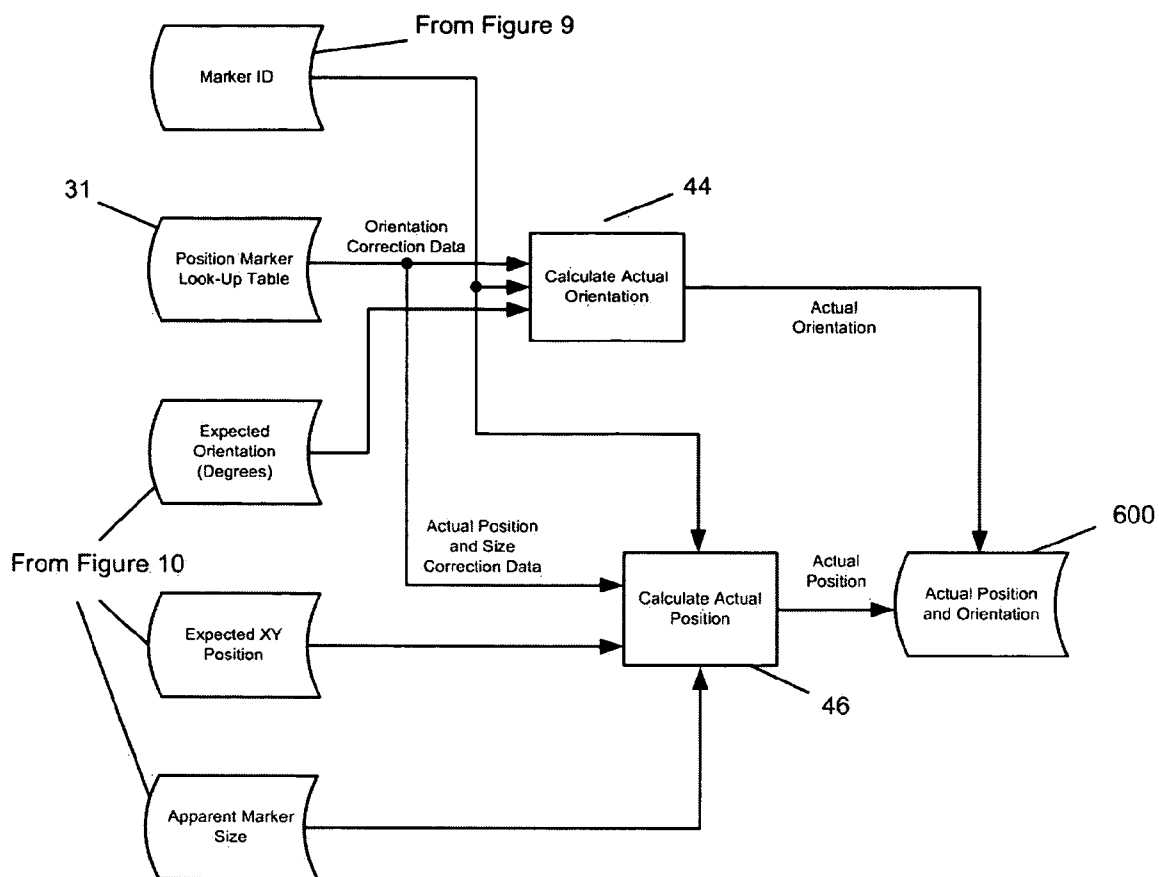 From Figure 9
Marker ID
31
44
Position Marker
Look-Up Table
Orientation
Correction Data
Calculate Actual
Orientation
Actual
Orientation
Expected
Orientation
(Degrees)
From Figure 10
Actual Position
and Size
Correction Data
600
Expected XY
Position
Calculate Actual
Position
Actual
Position
Actual Position
and Orientation
46
Apparent Marker
Size